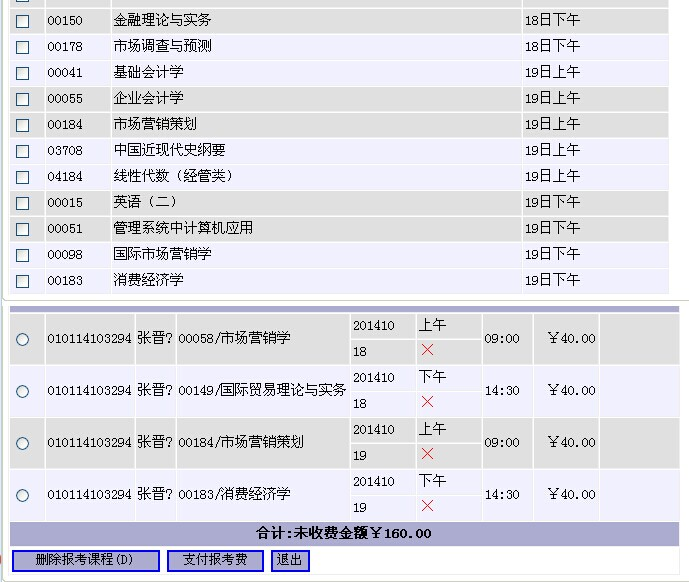 00150 金融理论与实务 18日下午
00178 市场调查与预测 18日下午
00041 基础会计学 19日上午
00055 企业会计学 19日上午
00184 市场营销策划 19日上午
03708 中国近现代史纲要 19日上午
04184 线性代数（经管类） 19日上午
00015 英语（二） 19日下午
00051 管理系统中计算机应用 19日下午
00098 国际市场营销学 19日下午
00183 消费经济学 19日下午
201410 上午
010114103294 张晋? 00058/市场营销学 09:00 ￥40.00
18
201410 下午
010114103294 张晋? 00149/国际贸易理论与实务 14:30 ￥40.00
18
201410 上午
010114103294 张晋? 00184/市场营销策划 09:00 ￥40.00
19
201410 下午
010114103294 张晋? 00183/消费经济学 14:30 ￥40.00
19
合计:未收费金额￥160.00
删除报考课程(D) 支付报考费 退出